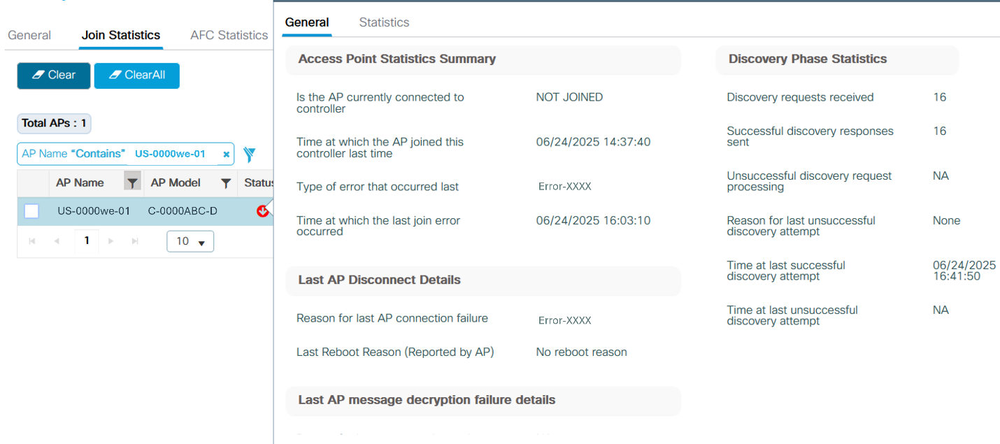 General
Join Statistics
AFC Statistics
Clear
ClearAll
Total APs : 1
AP Name "Contains" US-0000we-01 ×
AP Name
AP Model
Status
US-0000we-01
C-0000ABC-D
1
10
General
Statistics
Access Point Statistics Summary
Is the AP currently connected to
controller
NOT JOINED
Time at which the AP joined this
controller last time
06/24/2025 14:37:40
Type of error that occurred last
Error-XXXX
Time at which the last join error
occurred
06/24/2025 16:03:10
Last AP Disconnect Details
Reason for last AP connection failure
Error-XXXX
Last Reboot Reason (Reported by AP)
No reboot reason
Last AP message decryption failure details
Discovery Phase Statistics
Discovery requests received
16
Successful discovery responses
sent
16
Unsuccessful discovery request
processing
NA
Reason for last unsuccessful
discovery attempt
None
Time at last successful
discovery attempt
06/24/2025
16:41:50
Time at last unsuccessful
discovery attempt
NA